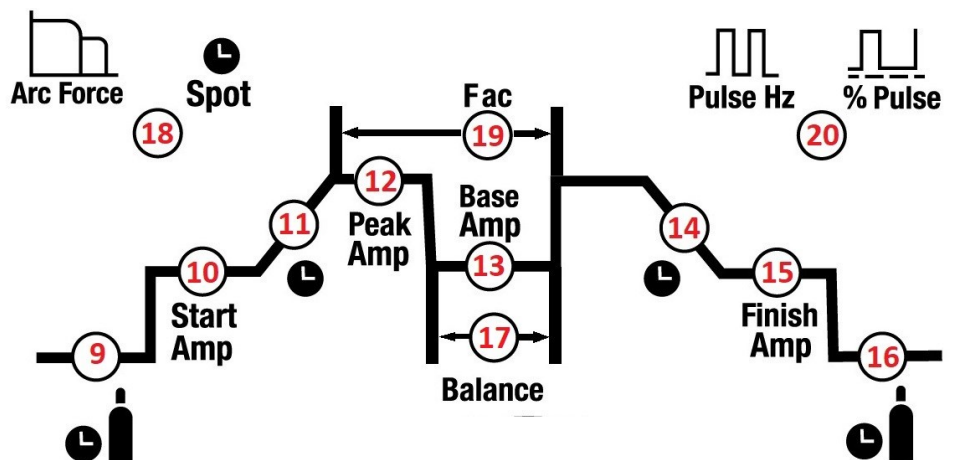 Arc Force
Spot
18
Fac
19
Pulse Hz
% Pulse
20
12
Peak
Amp
11
Base
Amp
13
10
Start
Amp
17
Balance
9
14
15
Finish
Amp
16